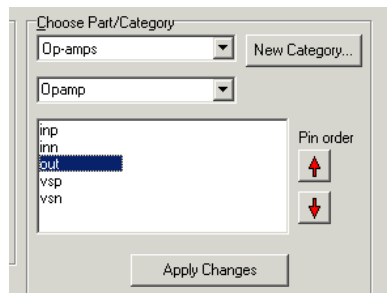 Choose Part/Category
Op-amps
New Category...
Opamp
inp
inn
out
vsp
vsn
Pin order
Apply Changes